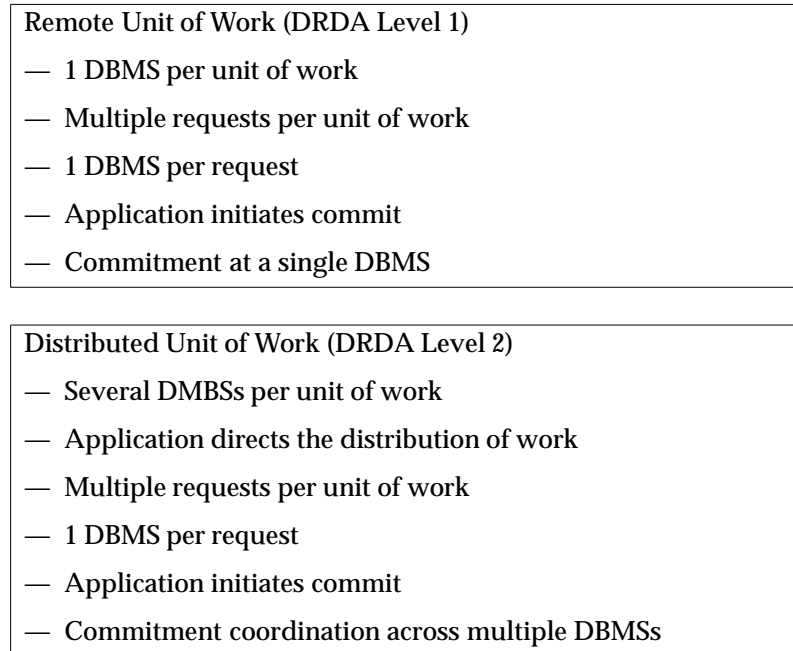 Remote Unit of Work (DRDA Level 1)
— 1 DBMS per unit of work
— Multiple requests per unit of work
— 1 DBMS per request
— Application initiates commit
— Commitment at a single DBMS
Distributed Unit of Work (DRDA Level 2)
— Several DMBSs per unit of work
— Application directs the distribution of work
— Multiple requests per unit of work
— 1 DBMS per request
— Application initiates commit
— Commitment coordination across multiple DBMSs